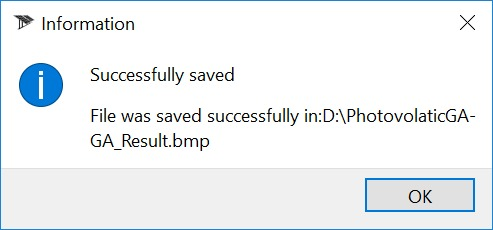 Information
Successfully saved
File was saved successfully in:D:\PhotovolaticGA-
GA_Result.bmp
OK